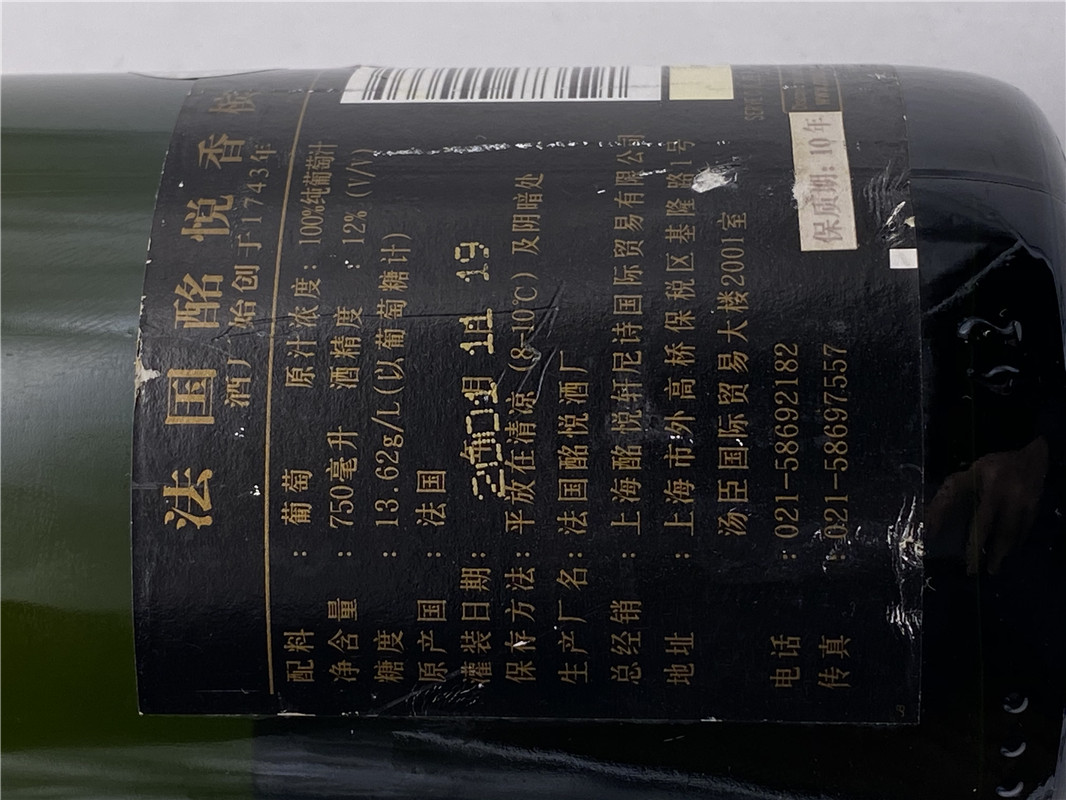 法国酩悦香槟
酒厂始创于1743年
配料：葡萄 原汁浓度：100%纯葡萄汁
净含量：750毫升 酒精度：12%（V/V）
糖度：13.62g/L(以葡萄糖计)
原产国：法国
灌装日期：
保存方法：平放在清凉（8-10℃）及阴暗处
生产厂名：法国酩悦酒厂
总经销：上海酩悦轩尼诗国际贸易有限公司
地址：上海市外高桥保税区基隆路1号
汤臣国际贸易大楼2001室
电话：021-58692182
传真：021-58697557
保质期：10年